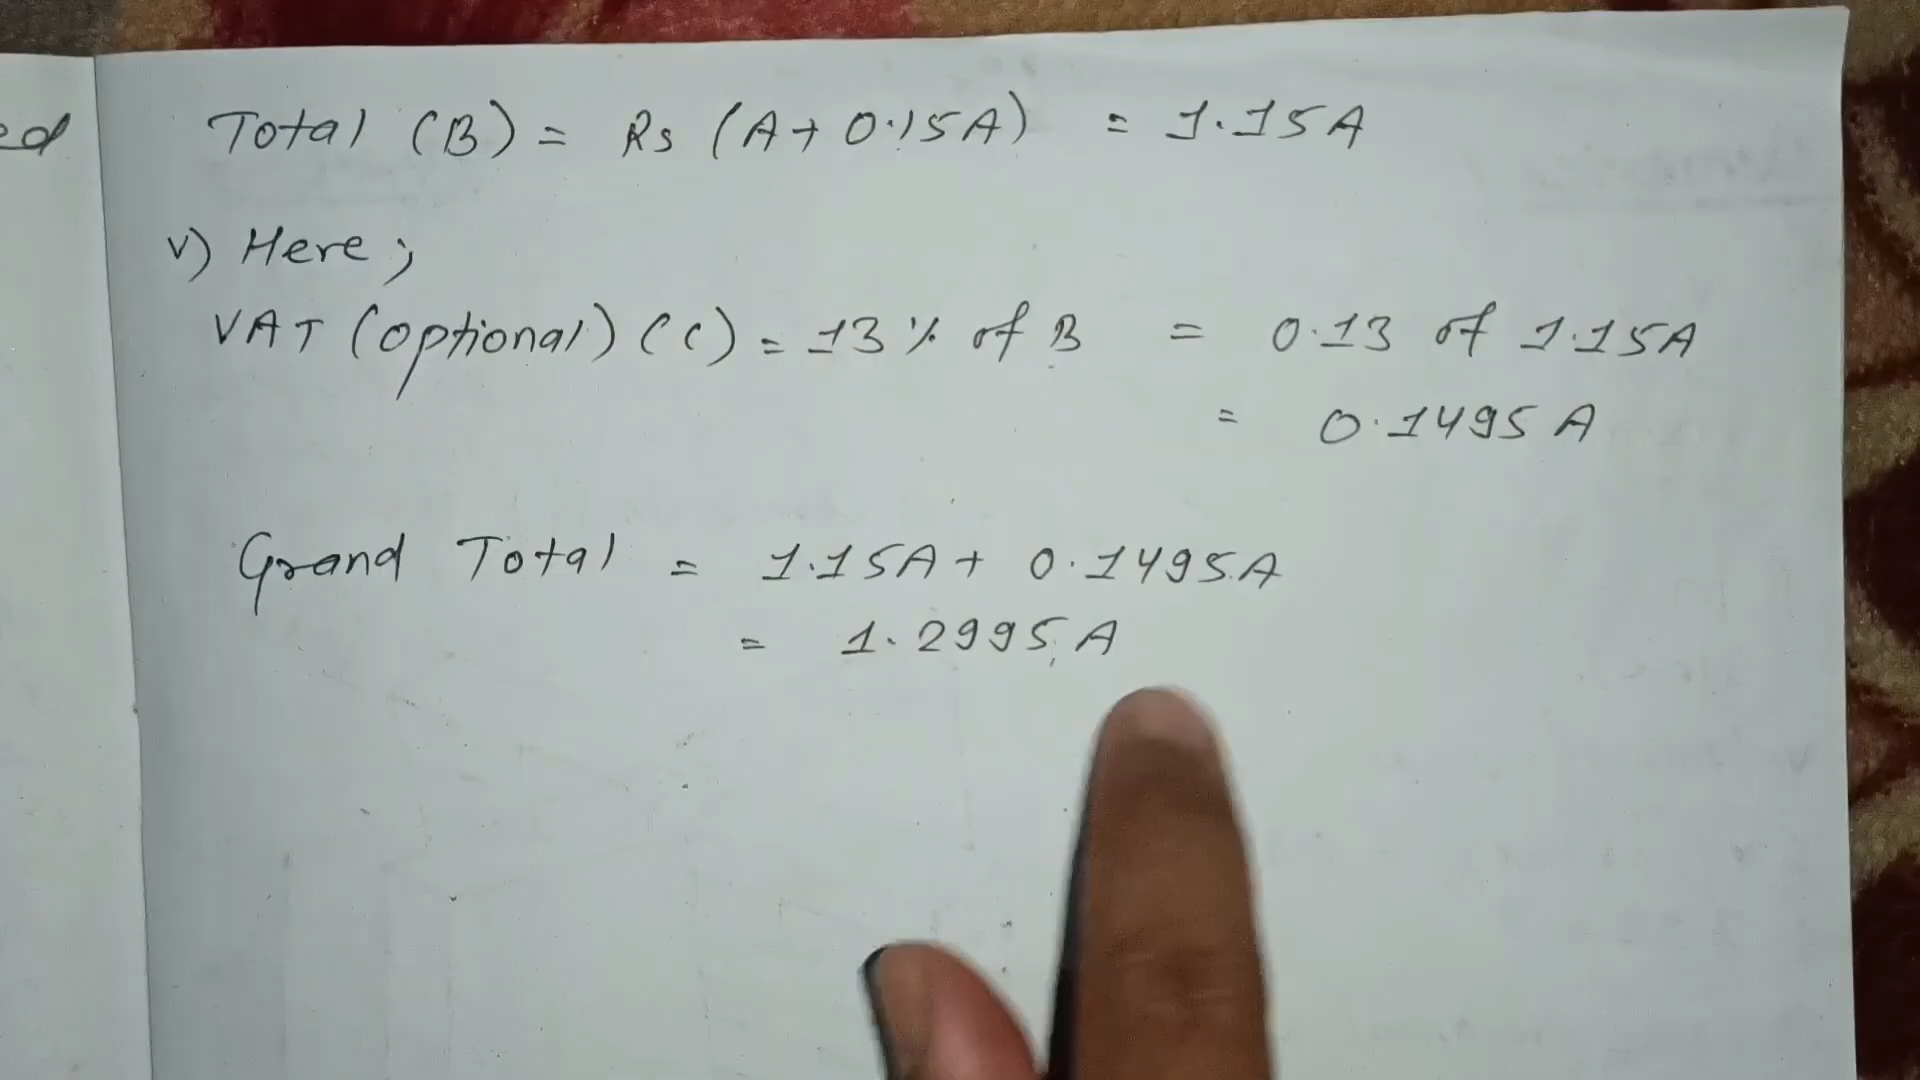 ed
Total (B) = Rs (A + 0.15A) = 1.15A
v) Here;
VAT (optional) (C) = 13 % of B = 0.13 of 1.15A
= 0.1495 A
Grand Total = 1.15A + 0.1495A
= 1.2995 A